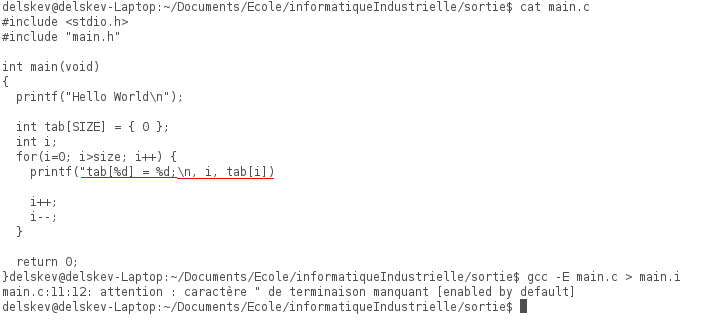 delskev@delskev-Laptop:~/Documents/Ecole/informatiqueIndustrielle/sortie$ cat main.c
#include <stdio.h>
#include "main.h"
int main(void)
{
printf("Hello World\n");
int tab[SIZE] = { 0 };
int i;
for(i=0; i>size; i++) {
printf("tab[%d] = %d;\n, i, tab[i])
i++;
i--;
}
return 0;
}delskev@delskev-Laptop:~/Documents/Ecole/informatiqueIndustrielle/sortie$ gcc -E main.c > main.i
main.c:11:12: attention : caractère " de terminaison manquant [enabled by default]
delskev@delskev-Laptop:~/Documents/Ecole/informatiqueIndustrielle/sortie$